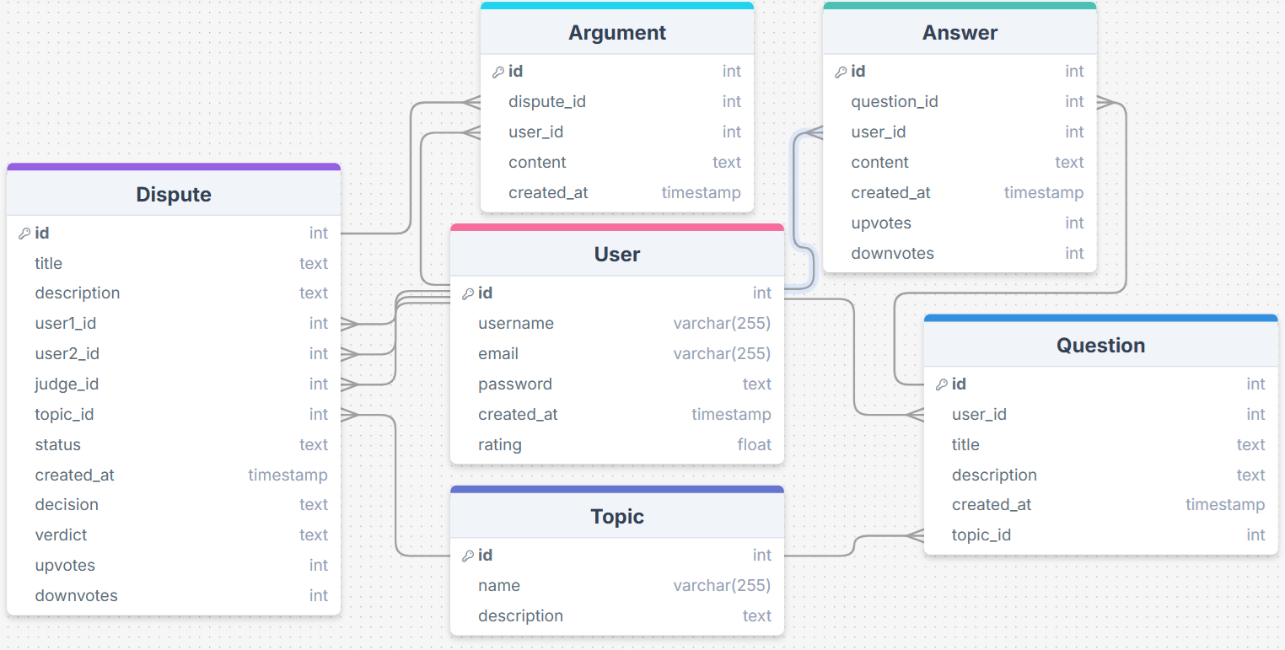 Argument
id int
dispute_id int
user_id int
content text
created_at timestamp
Answer
id int
question_id int
user_id int
content text
created_at timestamp
upvotes int
downvotes int
Dispute
id int
title text
description text
user1_id int
user2_id int
judge_id int
topic_id int
status text
created_at timestamp
decision text
verdict text
upvotes int
downvotes int
User
id int
username varchar(255)
email varchar(255)
password text
created_at timestamp
rating float
Question
id int
user_id int
title text
description text
created_at timestamp
topic_id int
Topic
id int
name varchar(255)
description text